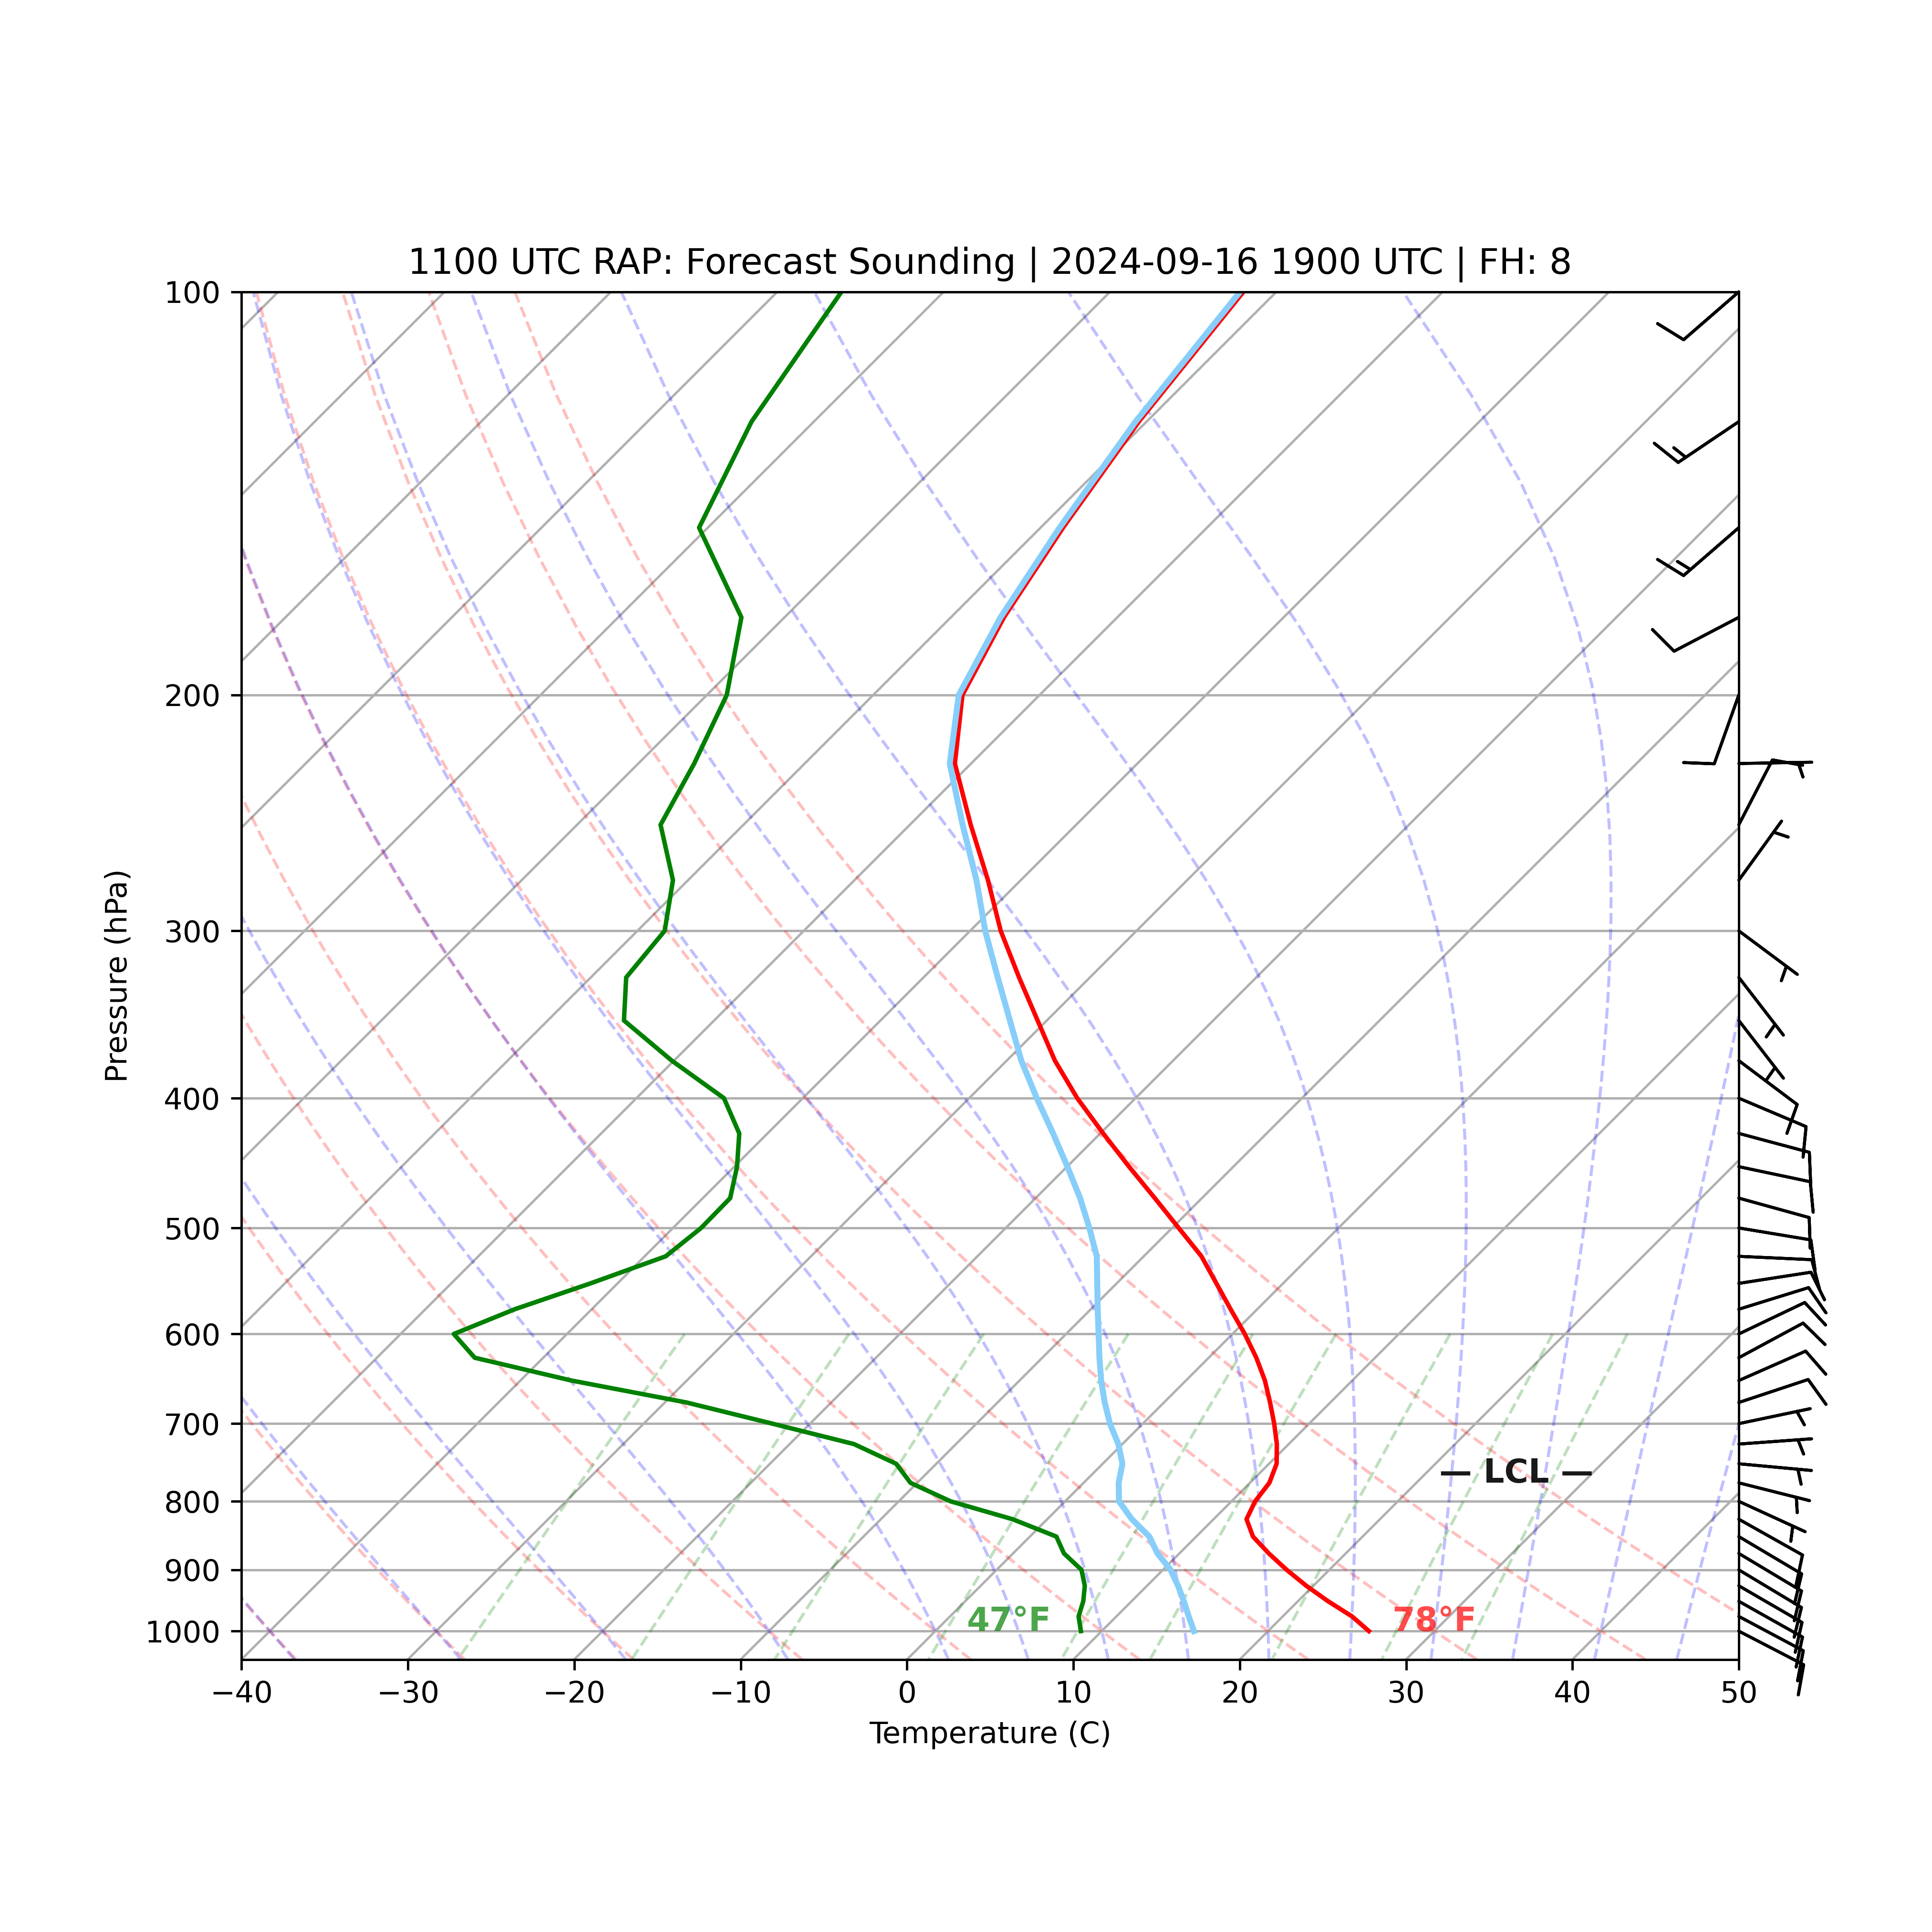 1100 UTC RAP: Forecast Sounding | 2024-09-16 1900 UTC | FH: 8
100
200
300
400
500
600
700
800
900
1000
Pressure (hPa)
— LCL —
47°F
78°F
−40 −30 −20 −10 0 10 20 30 40 50
Temperature (C)